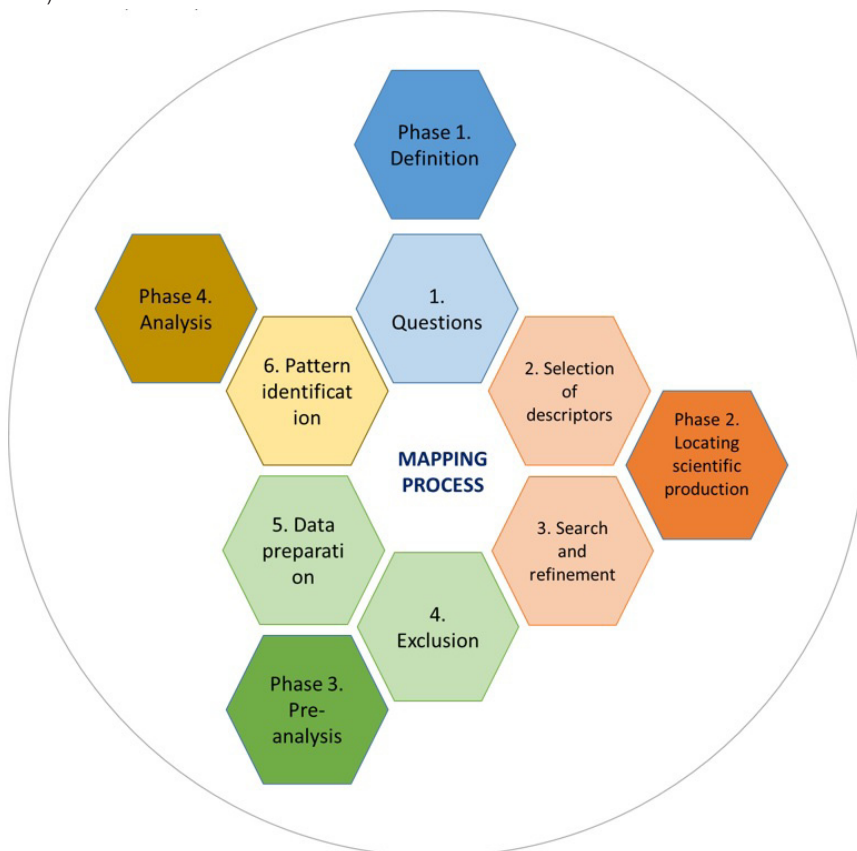 Phase 1.
Definition
1.
Questions
2. Selection
of
descriptors
Phase 2.
Locating
scientific
production
3. Search
and
refinement
4.
Exclusion
Phase 3.
Pre-
analysis
5. Data
preparati
on
6. Pattern
identificat
ion
Phase 4.
Analysis
MAPPING
PROCESS